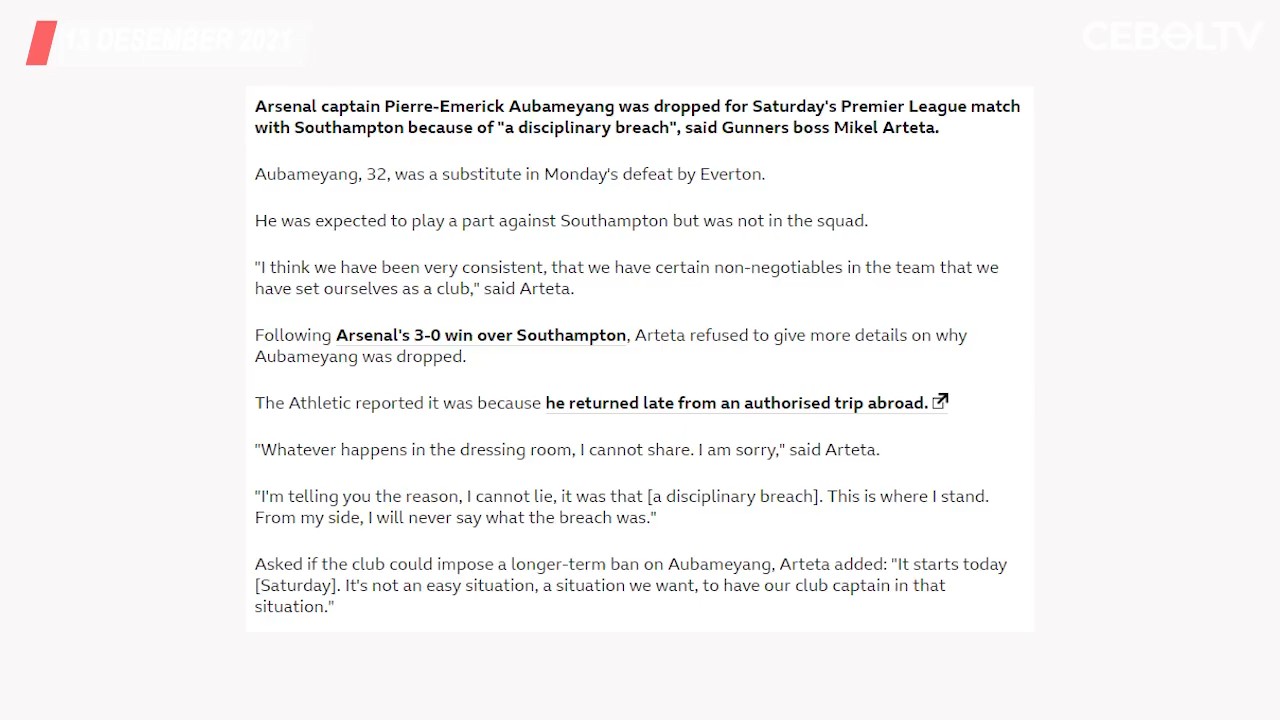 13 DESEMBER 2021
CEBOLTV
Arsenal captain Pierre-Emerick Aubameyang was dropped for Saturday's Premier League match
with Southampton because of "a disciplinary breach", said Gunners boss Mikel Arteta.
Aubameyang, 32, was a substitute in Monday's defeat by Everton.
He was expected to play a part against Southampton but was not in the squad.
"I think we have been very consistent, that we have certain non-negotiables in the team that we
have set ourselves as a club," said Arteta.
Following Arsenal's 3-0 win over Southampton, Arteta refused to give more details on why
Aubameyang was dropped.
The Athletic reported it was because he returned late from an authorised trip abroad.
"Whatever happens in the dressing room, I cannot share. I am sorry," said Arteta.
"I'm telling you the reason, I cannot lie, it was that [a disciplinary breach]. This is where I stand.
From my side, I will never say what the breach was."
Asked if the club could impose a longer-term ban on Aubameyang, Arteta added: "It starts today
[Saturday]. It's not an easy situation, a situation we want, to have our club captain in that
situation."